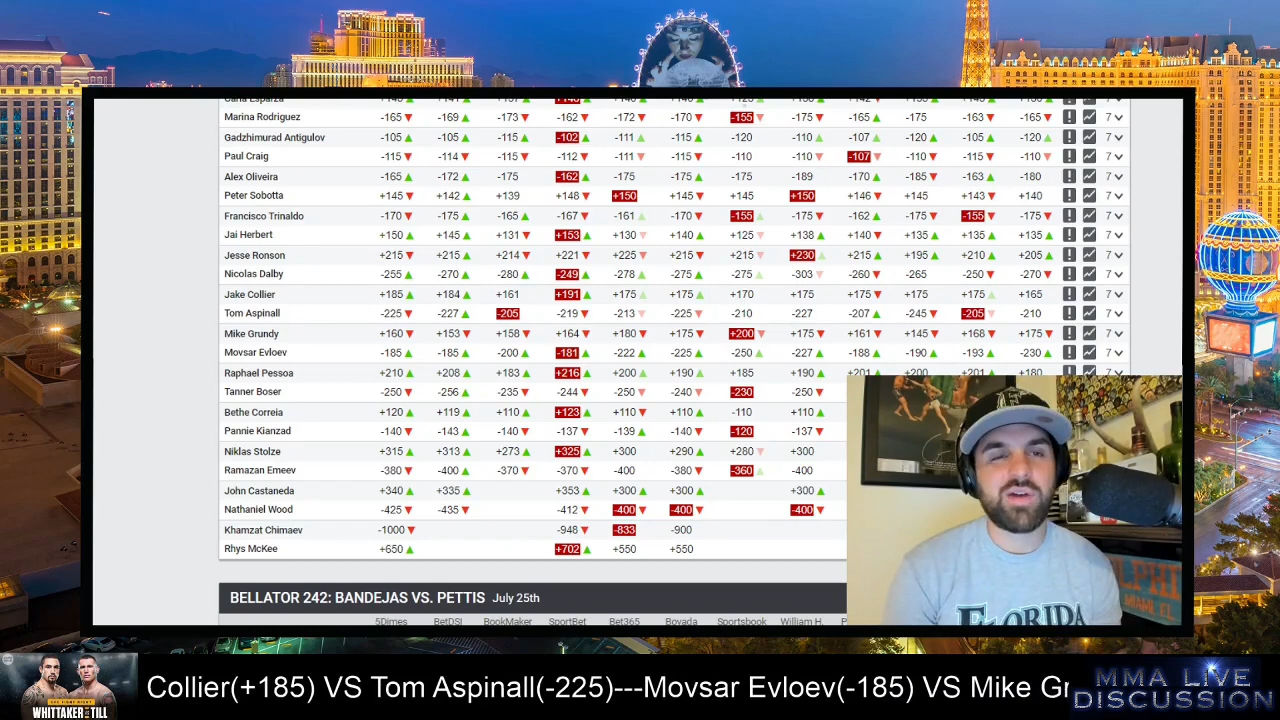 Carla Esparza
Marina Rodriguez -165 -169 -173 -162 -172 -170 -155 -175 -165 -175 -163 -165 7
Gadzhimurad Antigulov -105 -105 -115 -102 -111 -115 -120 -110 -107 -120 -105 -120 7
Paul Craig -115 -114 -115 -112 -111 -115 -110 -110 -107 -110 -115 -110 7
Alex Oliveira -165 -172 -175 -162 -175 -175 -175 -189 -170 -185 -163 -180 7
Peter Sobotta +145 +142 +139 +148 +150 +145 +145 +150 +146 +145 +143 +140 7
Francisco Trinaldo -170 -175 -165 -167 -161 -170 -155 -175 -162 -175 -155 -175 7
Jai Herbert +150 +145 +131 +153 +130 +140 +125 +138 +140 +135 +135 +135 7
Jesse Ronson +215 +215 +214 +221 +225 +215 +215 +230 +215 +195 +210 +205 7
Nicolas Dalby -255 -270 -280 -249 -278 -275 -275 -303 -260 -265 -250 -270 7
Jake Collier +185 +184 +161 +191 +175 +175 +170 +175 +175 +175 +175 +165 7
Tom Aspinall -225 -227 -205 -219 -213 -225 -210 -227 -207 -245 -205 -210 7
Mike Grundy +160 +153 +158 +164 +180 +175 +200 +175 +161 +145 +168 +175 7
Movsar Evloev -185 -185 -200 -181 -222 -225 -250 -227 -188 -190 -193 -230 7
Raphael Pessoa +210 +208 +183 +216 +200 +190 +185 +190 +201 +200 +201 +180 7
Tanner Boser -250 -256 -235 -244 -250 -240 -230 -250
Bethe Correia +120 +119 +110 +123 +110 +110 -110 +110
Pannie Kianzad -140 -143 -140 -137 -139 -140 -120 -137
Niklas Stolze +315 +313 +273 +325 +300 +290 +280 +300
Ramazan Emeev -380 -400 -370 -370 -400 -380 -360 -400
John Castaneda +340 +335 +353 +300 +300 +300
Nathaniel Wood -425 -435 -412 -400 -400 -400
Khamzat Chimaev -1000 -948 -833 -900
Rhys McKee +650 +702 +550 +550
BELLATOR 242: BANDEJAS VS. PETTIS July 25th
5Dimes BetDSI BookMaker SportBet Bet365 Bovada Sportsbook William H.
FLORIDA
MIAMI, FL
WHITTAKER TILL
Collier(+185) VS Tom Aspinall(-225)---Movsar Evloev(-185) VS Mike Gr
MMA LIVE
DISCUSSION